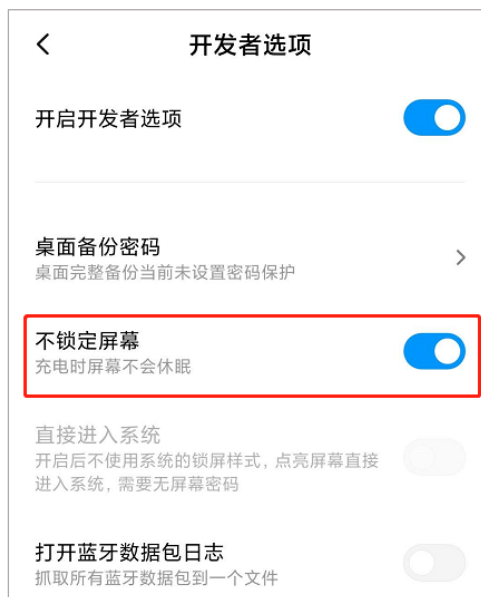 开发者选项
开启开发者选项
桌面备份密码
桌面完整备份当前未设置密码保护
不锁定屏幕
充电时屏幕不会休眠
直接进入系统
开启后不使用系统的锁屏样式，点亮屏幕直接
进入系统，需要无屏幕密码
打开蓝牙数据包日志
抓取所有蓝牙数据包到一个文件